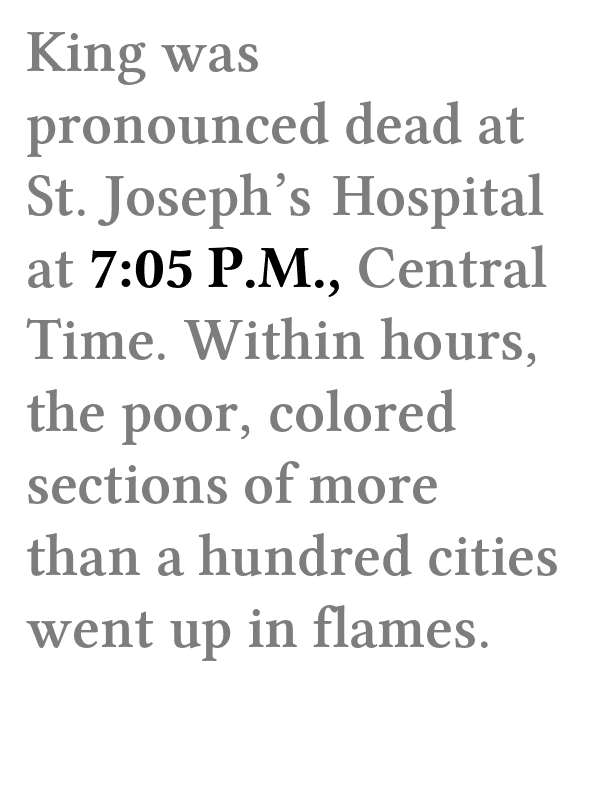 King was
pronounced dead at
St. Joseph’s Hospital
at 7:05 P.M., Central
Time. Within hours,
the poor, colored
sections of more
than a hundred cities
went up in flames.